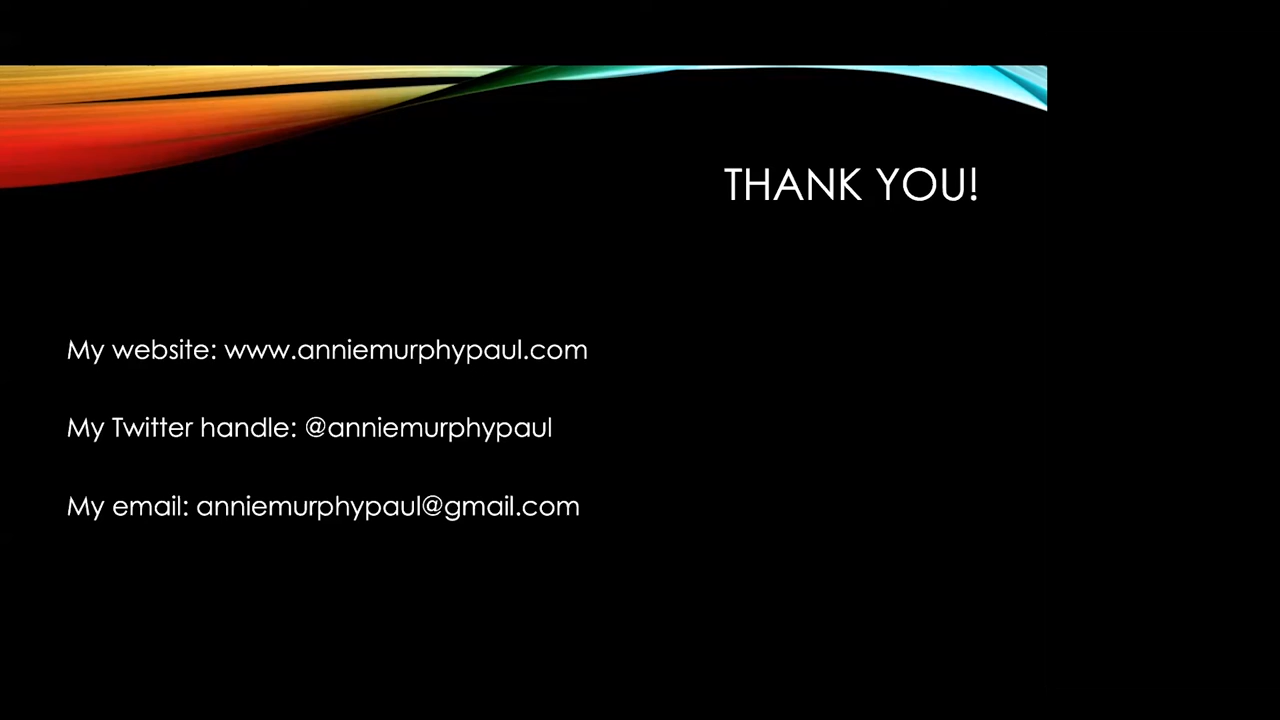 THANK YOU!
My website: www.anniemurphypaul.com
My Twitter handle: @anniemurphypaul
My email: anniemurphypaul@gmail.com